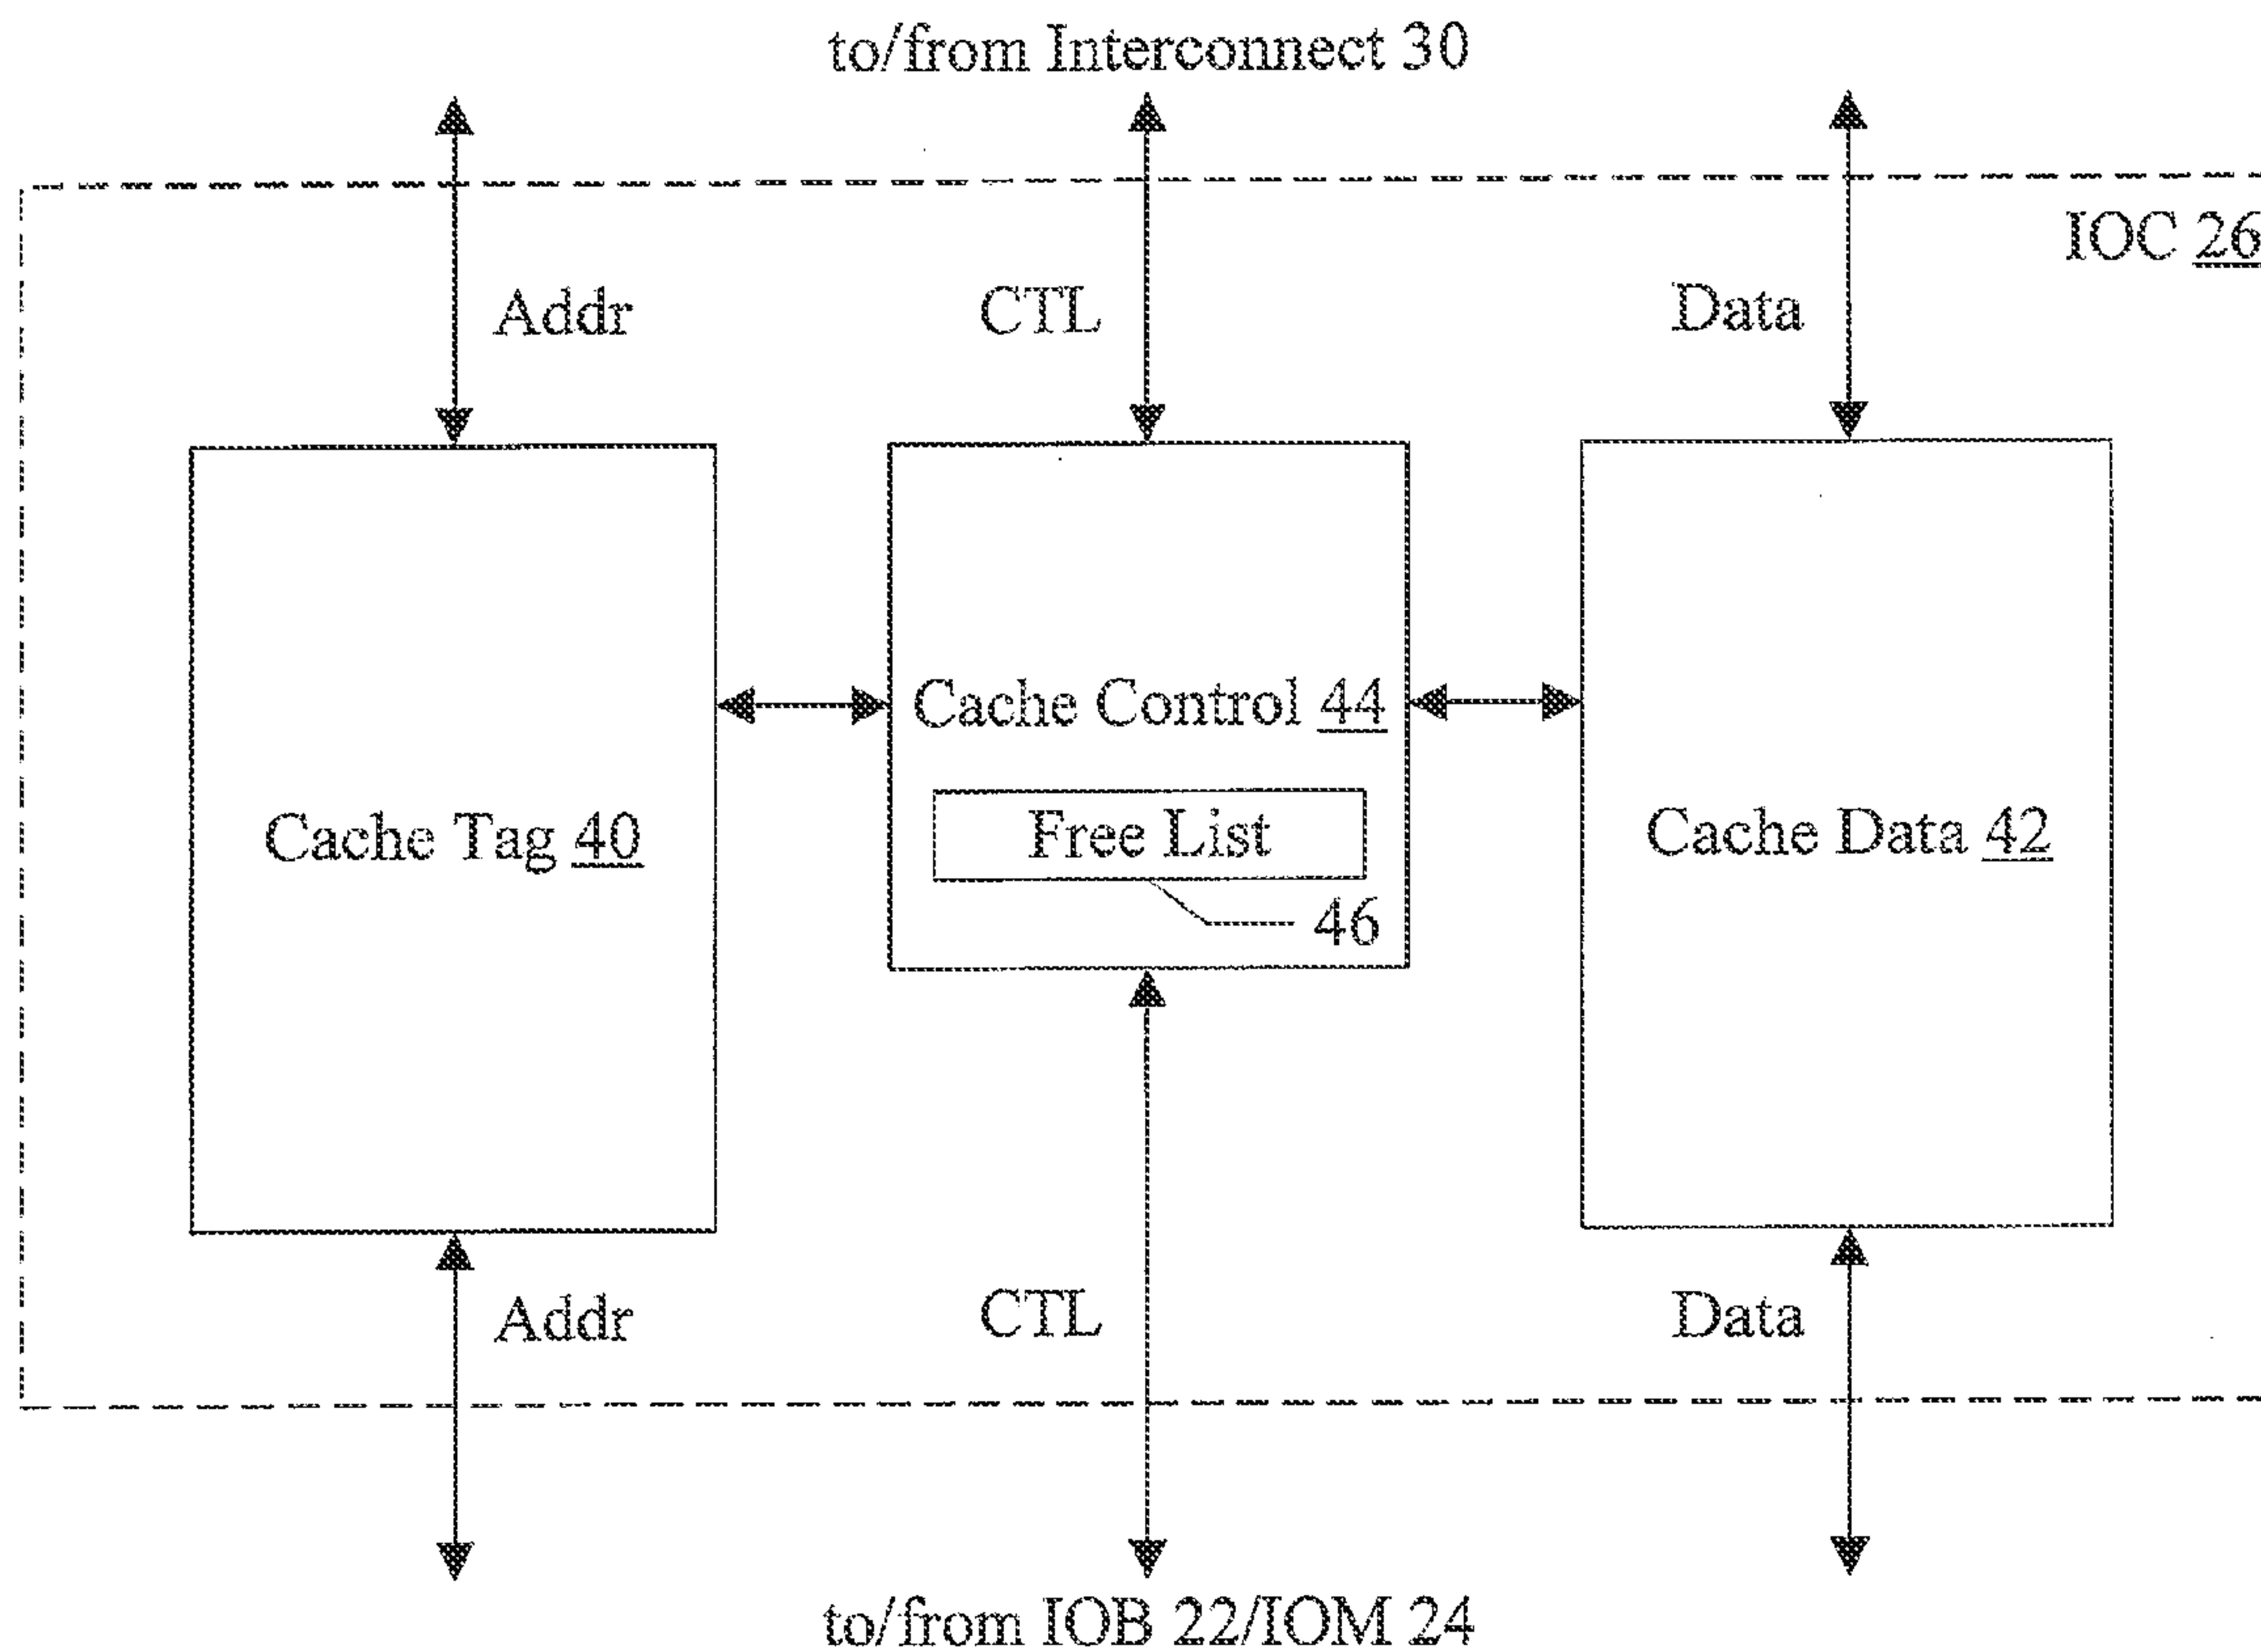 to/from Interconnect 30
IOC 26
Addr
CTL
Data
Cache Control 44
Cache Tag 40
Free List
Cache Data 42
46
Addr
CTL
Data
to/from IOB 22/IOM 24